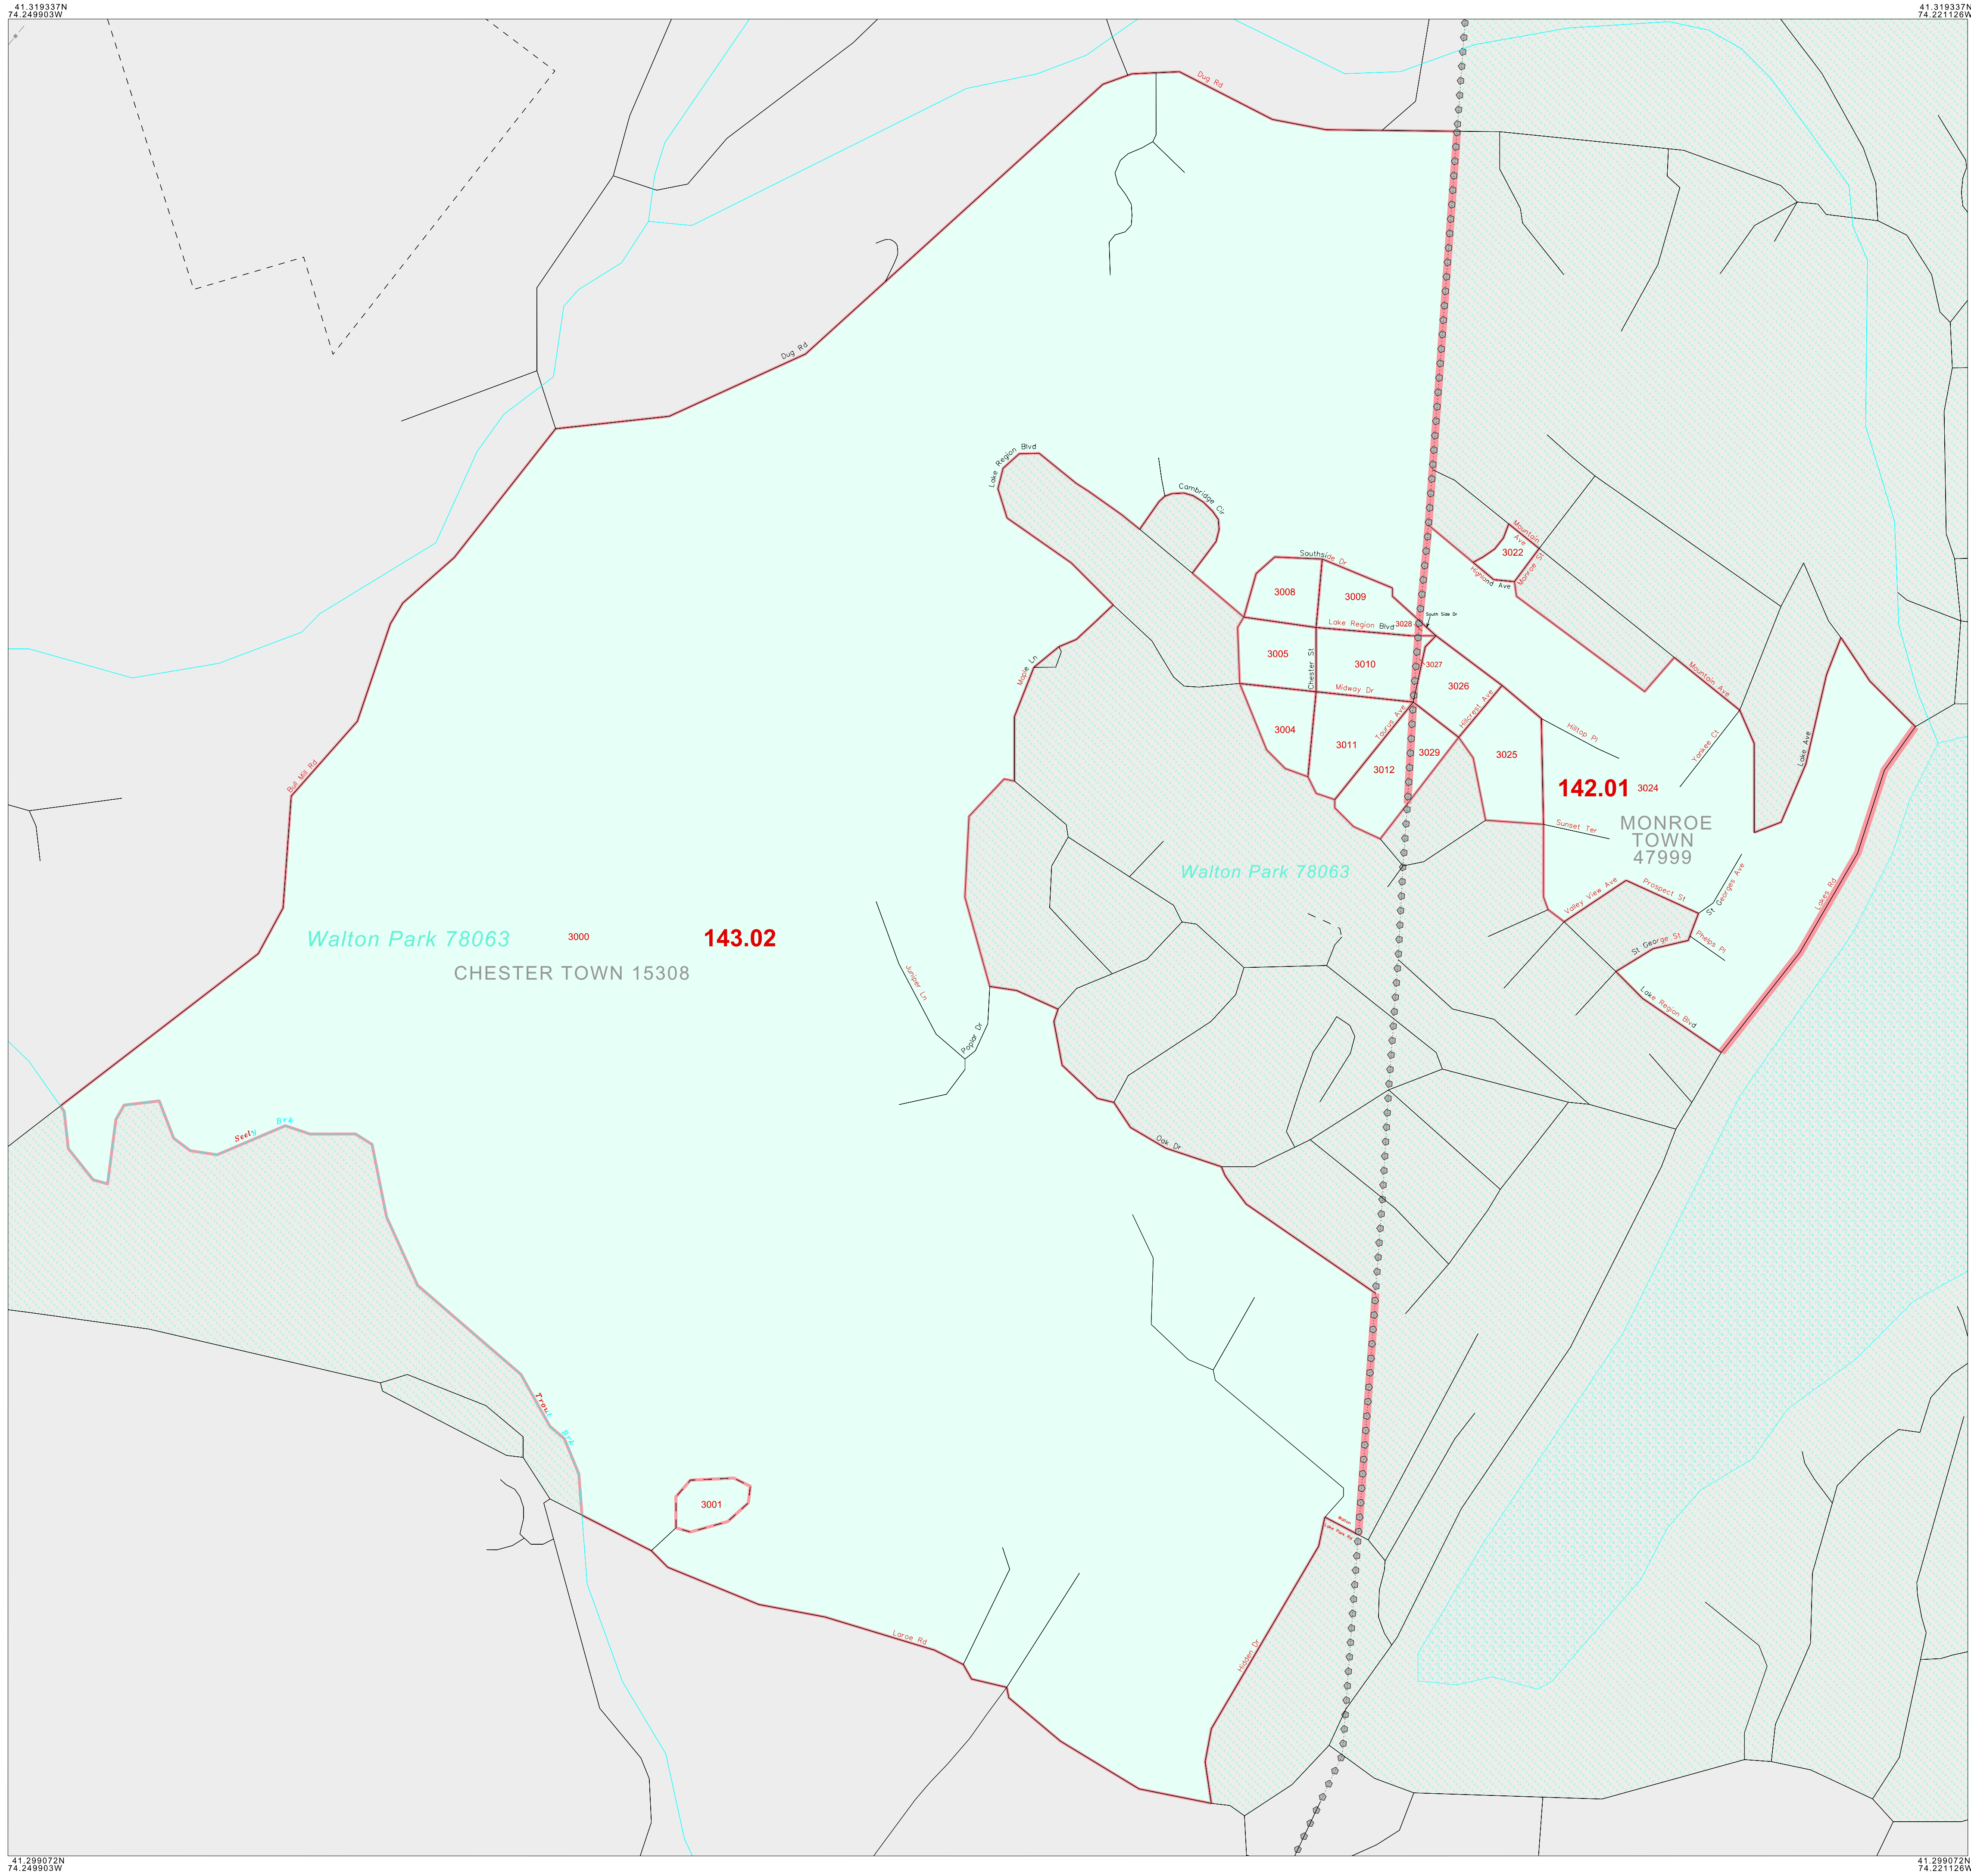 41.319337N
74.249903W
41.319337N
74.221126W
Dug Rd
Dug Rd
Lake Region Blvd
Cambridge Cir
Southside Dr
Mountain Ave
3022
Monroe St
Highland Ave
3008
3009
South Side Dr
Lake Region Blvd
3028
3005
Chester St
3010
3027
3026
Maple Ln
Midway Dr
Mountain Ave
Taurus Ave
Hillcrest Ave
3004
3011
3012
3029
3025
Hilltop Pl
Yankee Ct
Lake Ave
Bull Mill Rd
142.01
3024
MONROE
TOWN
47999
Sunset Ter
Walton Park 78063
Valley View Ave
Prospect St
St Georges Ave
Lakes Rd
St George St
Phelps Pl
Walton Park 78063
3000
143.02
CHESTER TOWN 15308
Juniper Ln
Lake Region Blvd
Poplar Dr
Seely Brk
Oak Dr
Trout Brk
3001
Walton
Lake Park Rd
Laroe Rd
Hidden Dr
41.299072N
74.249903W
41.299072N
74.221126W